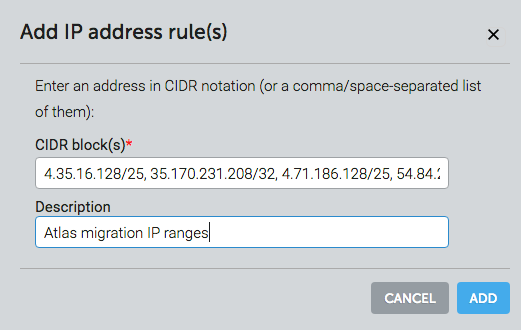 Add IP address rule(s)
Enter an address in CIDR notation (or a comma/space-separated list
of them):
CIDR block(s)*
4.35.16.128/25, 35.170.231.208/32, 4.71.186.128/25, 54.84.2
Description
Atlas migration IP ranges
CANCEL
ADD